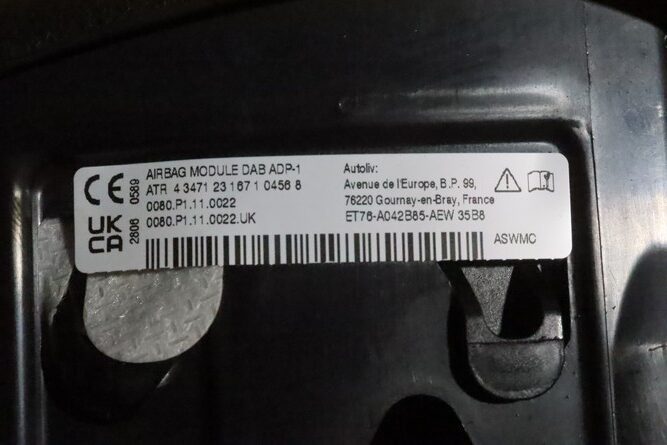 CE 0589
UK CA 2806
AIRBAG MODULE DAB ADP-1
ATR 4 3471 23 167 1 0456 8
0080.P1.11.0022
0080.P1.11.0022.UK
Autoliv:
Avenue de l'Europe, B.P. 99,
76220 Gournay-en-Bray, France
ET76-A042B85-AEW 35B8
ASWMC